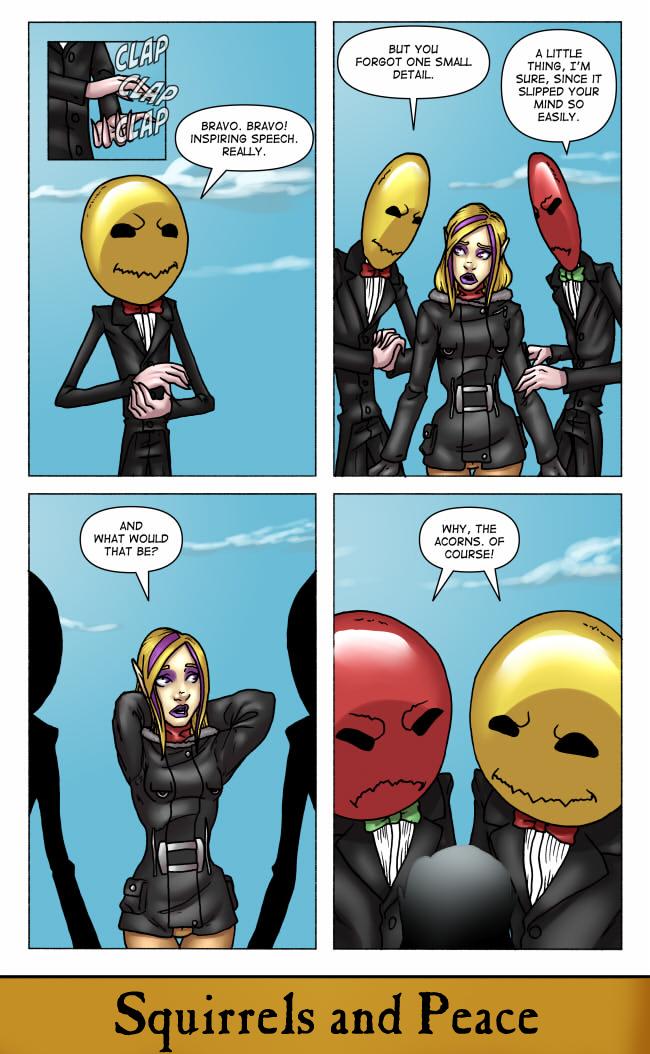 CLAP
CLAP
CLAP
BRAVO. BRAVO!
INSPIRING SPEECH.
REALLY.
BUT YOU
FORGOT ONE SMALL
DETAIL.
A LITTLE
THING, I'M
SURE, SINCE IT
SLIPPED YOUR
MIND SO
EASILY.
AND
WHAT WOULD
THAT BE?
WHY, THE
ACORNS. OF
COURSE!
Squirrels and Peace